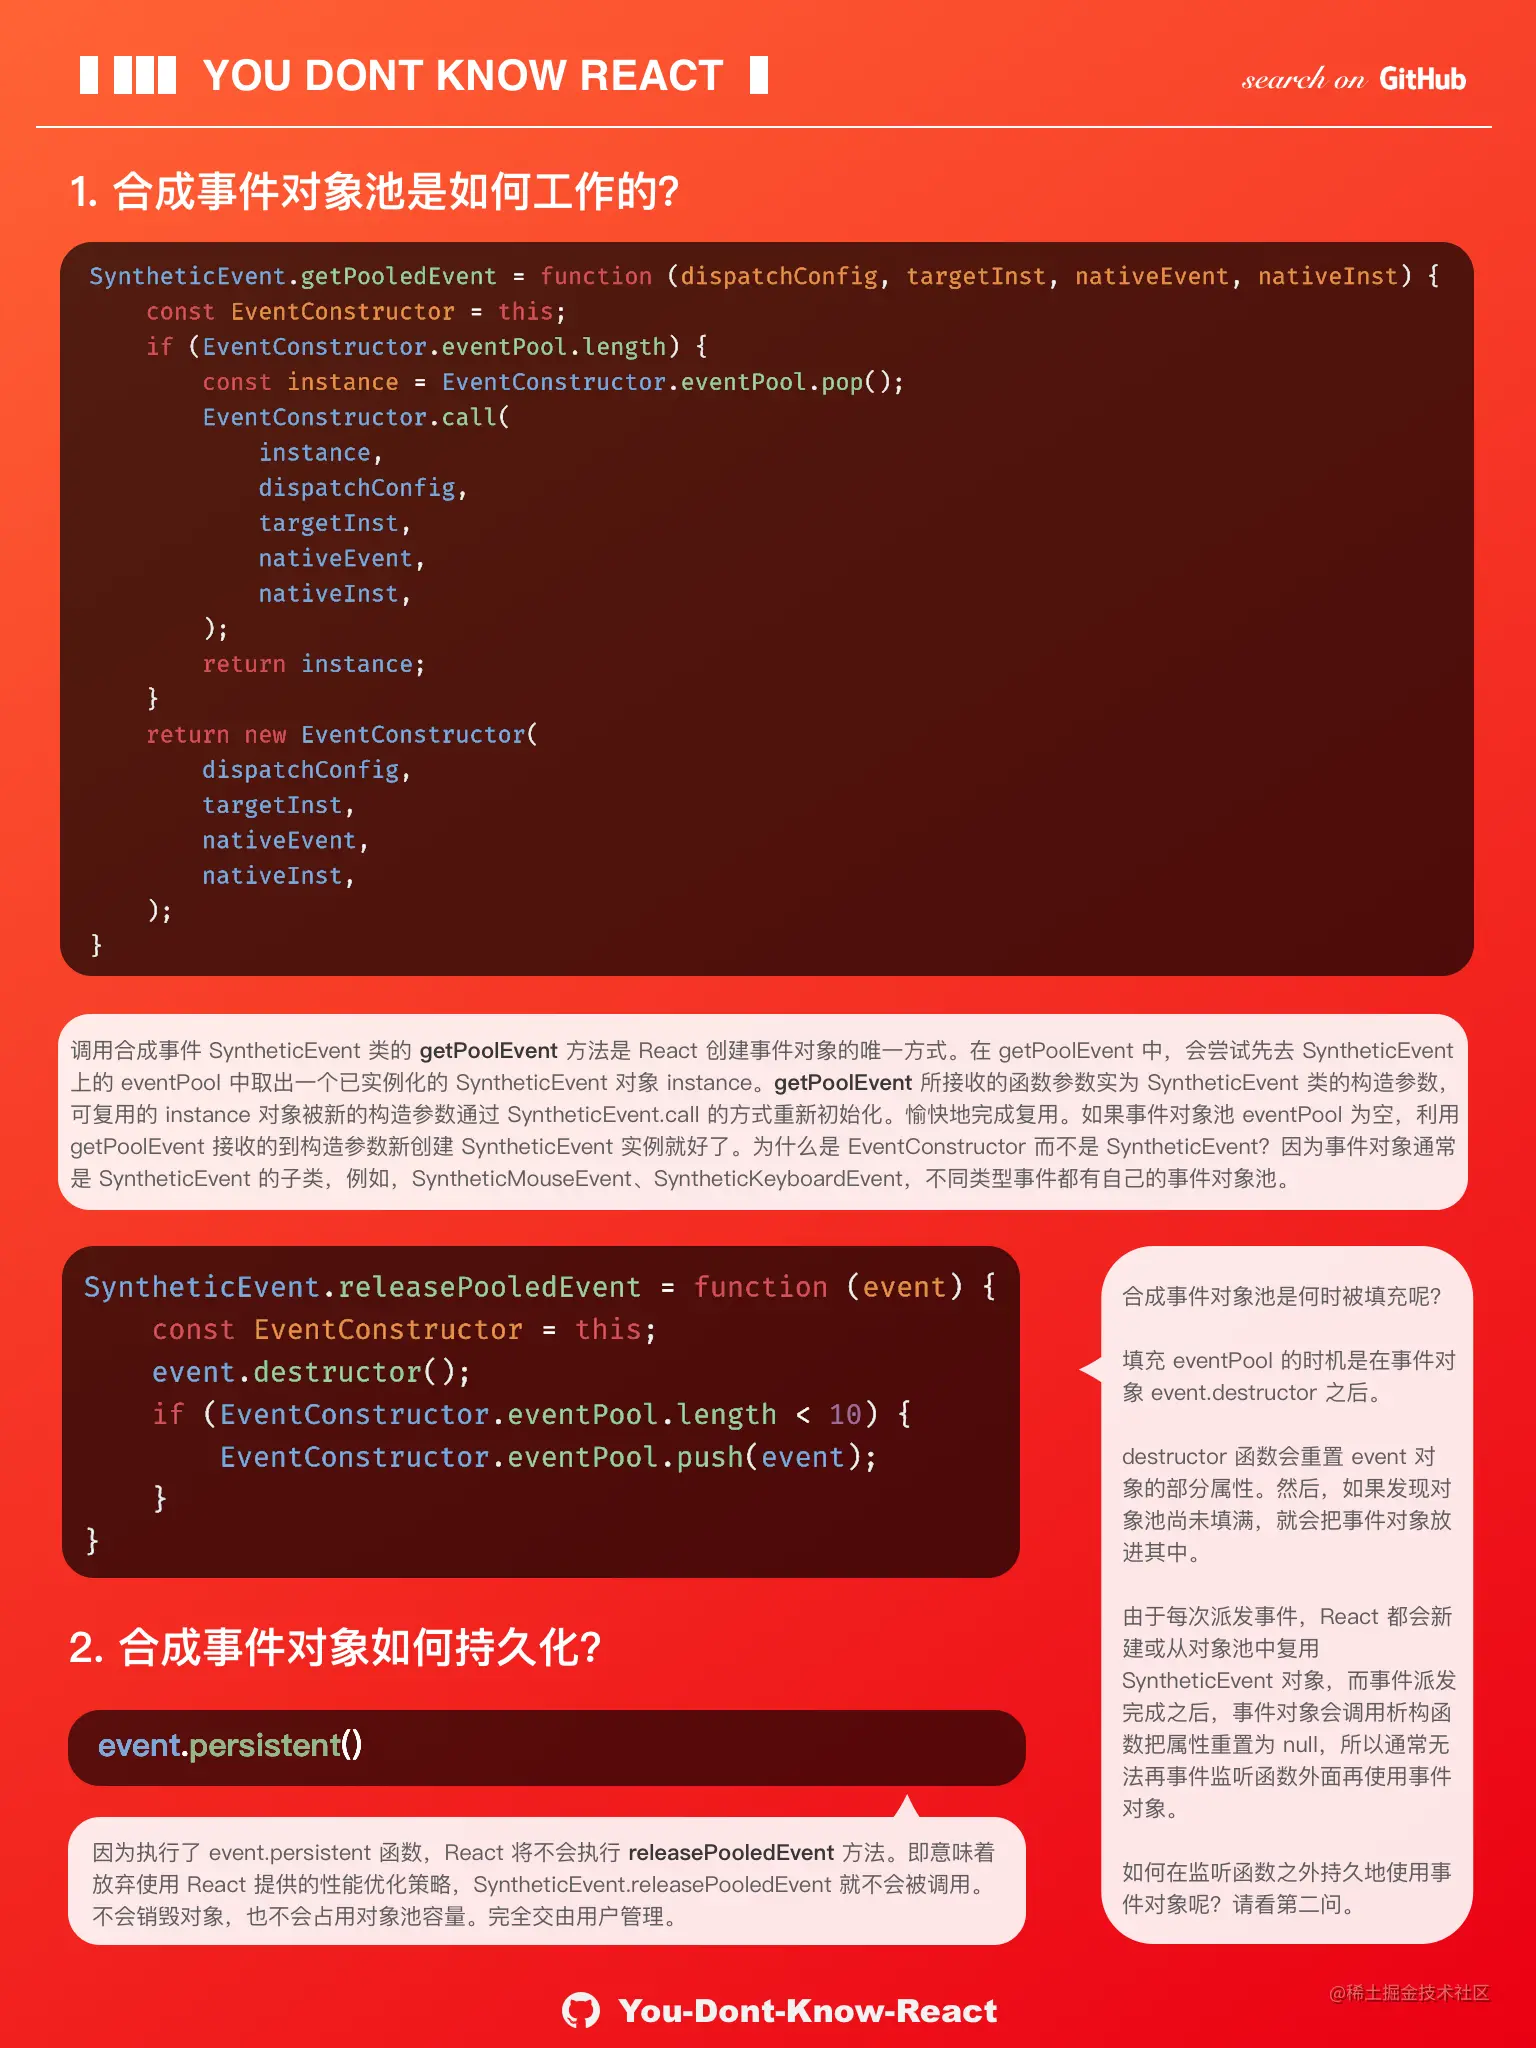 YOU DONT KNOW REACT
search on GitHub
1. 合成事件对象池是如何工作的？
SyntheticEvent.getPooledEvent = function (dispatchConfig, targetInst, nativeEvent, nativeInst) {
    const EventConstructor = this;
    if (EventConstructor.eventPool.length) {
        const instance = EventConstructor.eventPool.pop();
        EventConstructor.call(
            instance,
            dispatchConfig,
            targetInst,
            nativeEvent,
            nativeInst,
        );
        return instance;
    }
    return new EventConstructor(
        dispatchConfig,
        targetInst,
        nativeEvent,
        nativeInst,
    );
}
调用合成事件 SyntheticEvent 类的 getPoolEvent 方法是 React 创建事件对象的唯一方式。在 getPoolEvent 中，会尝试先去 SyntheticEvent
上的 eventPool 中取出一个已实例化的 SyntheticEvent 对象 instance。getPoolEvent 所接收的函数参数实为 SyntheticEvent 类的构造参数，
可复用的 instance 对象被新的构造参数通过 SyntheticEvent.call 的方式重新初始化。愉快地完成复用。如果事件对象池 eventPool 为空，利用
getPoolEvent 接收的到构造参数新创建 SyntheticEvent 实例就好了。为什么是 EventConstructor 而不是 SyntheticEvent？因为事件对象通常
是 SyntheticEvent 的子类，例如，SyntheticMouseEvent、SyntheticKeyboardEvent，不同类型事件都有自己的事件对象池。
SyntheticEvent.releasePooledEvent = function (event) {
    const EventConstructor = this;
    event.destructor();
    if (EventConstructor.eventPool.length < 10) {
        EventConstructor.eventPool.push(event);
    }
}
合成事件对象池是何时被填充呢？
填充 eventPool 的时机是在事件对
象 event.destructor 之后。
destructor 函数会重置 event 对
象的部分属性。然后，如果发现对
象池尚未填满，就会把事件对象放
进其中。
由于每次派发事件，React 都会新
建或从对象池中复用
SyntheticEvent 对象，而事件派发
完成之后，事件对象会调用析构函
数把属性重置为 null，所以通常无
法再事件监听函数外面再使用事件
对象。
如何在监听函数之外持久地使用事
件对象呢？请看第二问。
2. 合成事件对象如何持久化？
event.persistent()
因为执行了 event.persistent 函数，React 将不会执行 releasePooledEvent 方法。即意味着
放弃使用 React 提供的性能优化策略，SyntheticEvent.releasePooledEvent 就不会被调用。
不会销毁对象，也不会占用对象池容量。完全交由用户管理。
You-Dont-Know-React
@稀土掘金技术社区